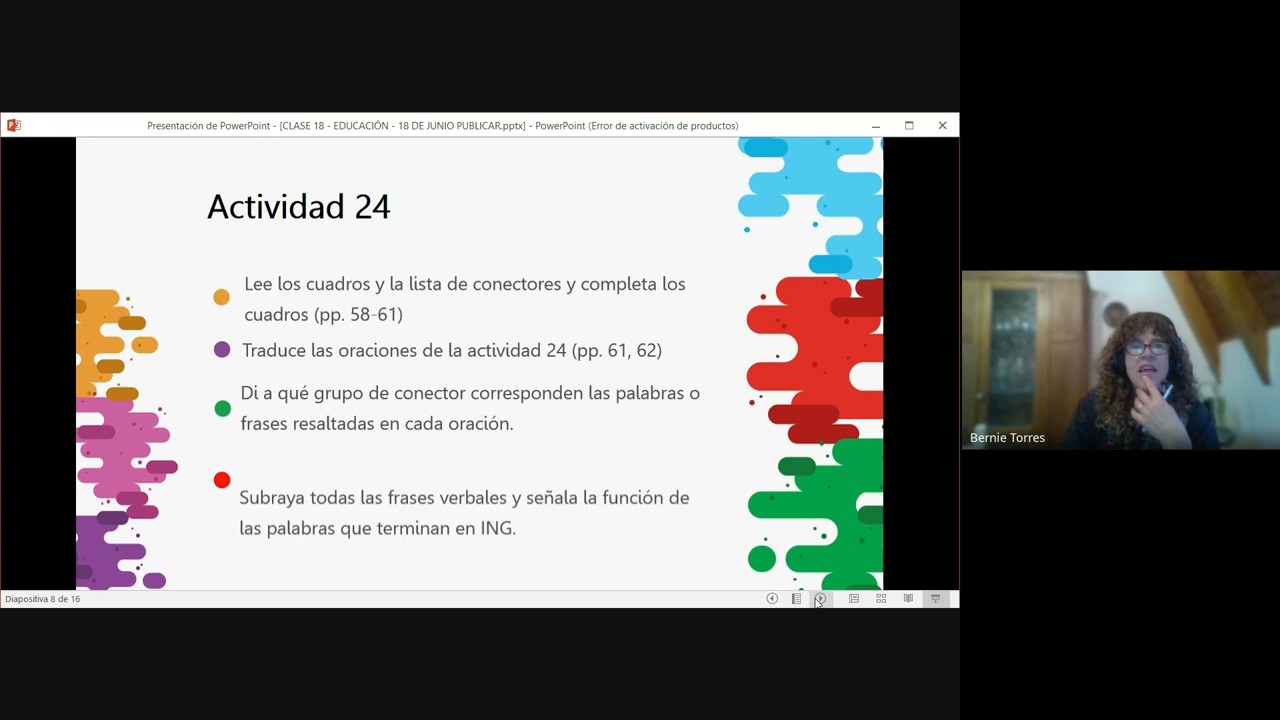 Presentación de PowerPoint - [CLASE 18 - EDUCACIÓN - 18 DE JUNIO PUBLICAR.pptx] - PowerPoint (Error de activación de productos)
Actividad 24
Lee los cuadros y la lista de conectores y completa los
cuadros (pp. 58-61)
Traduce las oraciones de la actividad 24 (pp. 61, 62)
Di a qué grupo de conector corresponden las palabras o
frases resaltadas en cada oración.
Subraya todas las frases verbales y señala la función de
las palabras que terminan en ING.
Bernie Torres
Diapositiva 8 de 16